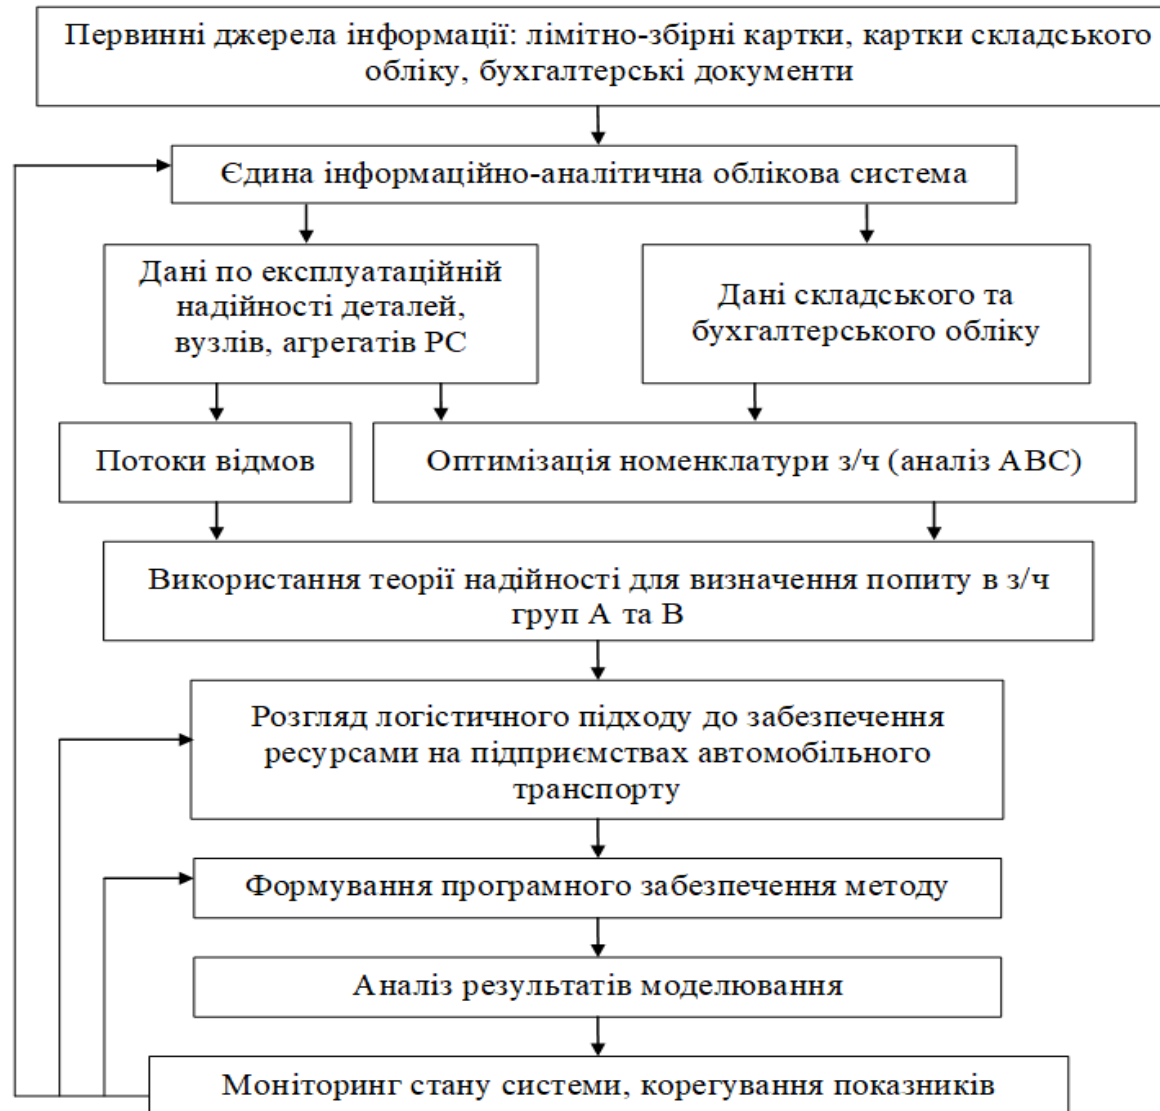 Первинні джерела інформації: лімітно-збірні картки, картки складського
обліку, бухгалтерські документи
Єдина інформаційно-аналітична облікова система
Дані по експлуатаційній
надійності деталей,
вузлів, агрегатів РС
Дані складського та
бухгалтерського обліку
Потоки відмов
Оптимізація номенклатури з/ч (аналіз АВС)
Використання теорії надійності для визначення попиту в з/ч
груп А та В
Розгляд логістичного підходу до забезпечення
ресурсами на підприємствах автомобільного
транспорту
Формування програмного забезпечення методу
Аналіз результатів моделювання
Моніторинг стану системи, корегування показників